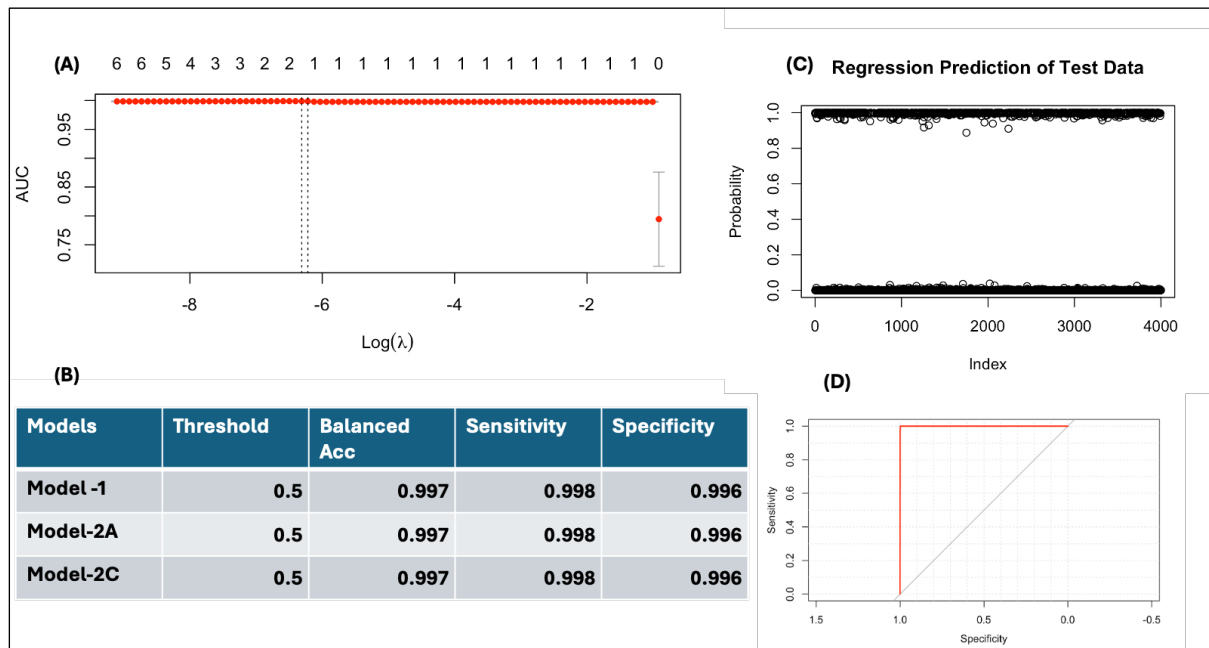 (A)
6 6 5 4 3 3 2 2 1 1 1 1 1 1 1 1 1 1 1 1 1 1 0
AUC
0.95
0.85
0.75
-8 -6 -4 -2
Log(λ)
(B)
Models Threshold Balanced Acc Sensitivity Specificity
Model -1 0.5 0.997 0.998 0.996
Model-2A 0.5 0.997 0.998 0.996
Model-2C 0.5 0.997 0.998 0.996
(C) Regression Prediction of Test Data
Probability
1.0
0.8
0.6
0.4
0.2
0.0
0 1000 2000 3000 4000
Index
(D)
Sensitivity
1.0
0.8
0.6
0.4
0.2
0.0
1.5 1.0 0.5 0.0 -0.5
Specificity